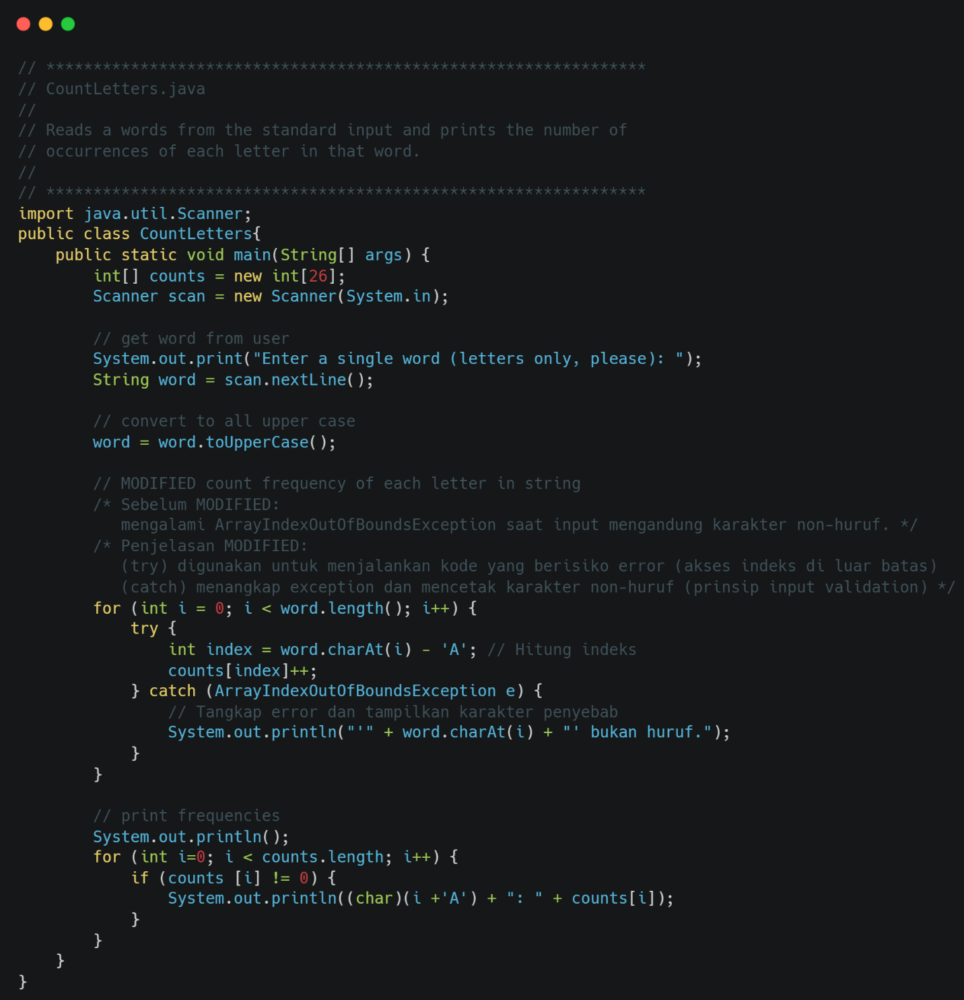 // ****************************************************************
// CountLetters.java
//
// Reads a words from the standard input and prints the number of
// occurrences of each letter in that word.
//
// ****************************************************************
import java.util.Scanner;
public class CountLetters{
    public static void main(String[] args) {
        int[] counts = new int[26];
        Scanner scan = new Scanner(System.in);

        // get word from user
        System.out.print("Enter a single word (letters only, please): ");
        String word = scan.nextLine();

        // convert to all upper case
        word = word.toUpperCase();

        // MODIFIED count frequency of each letter in string
        /* Sebelum MODIFIED:
           mengalami ArrayIndexOutOfBoundsException saat input mengandung karakter non-huruf. */
        /* Penjelasan MODIFIED:
           (try) digunakan untuk menjalankan kode yang berisiko error (akses indeks di luar batas)
           (catch) menangkap exception dan mencetak karakter non-huruf (prinsip input validation) */
        for (int i = 0; i < word.length(); i++) {
            try {
                int index = word.charAt(i) - 'A'; // Hitung indeks
                counts[index]++;
            } catch (ArrayIndexOutOfBoundsException e) {
                // Tangkap error dan tampilkan karakter penyebab
                System.out.println("'" + word.charAt(i) + "' bukan huruf.");
            }
        }

        // print frequencies
        System.out.println();
        for (int i=0; i < counts.length; i++) {
            if (counts [i] != 0) {
                System.out.println((char)(i +'A') + ": " + counts[i]);
            }
        }
    }
}